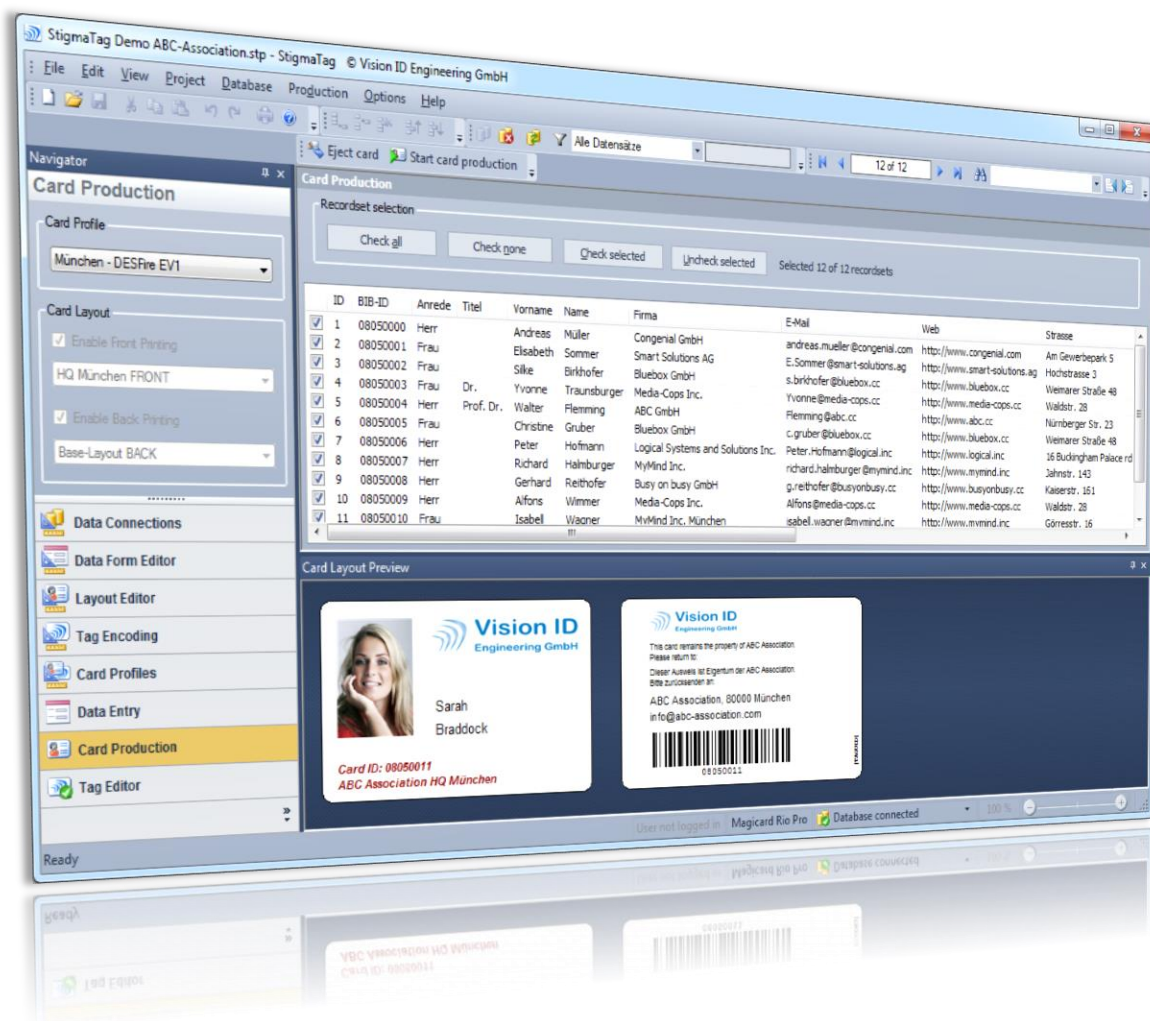 StigmaTag Demo ABC-Association.stp - StigmaTag © Vision ID Engineering GmbH
File Edit View Project Database Production Options Help
Alle Datensätze
12 of 12
Eject card Start card production
Navigator
Card Production
Card Profile
München - DESFire EV1
Card Layout
Enable Front Printing
HQ München FRONT
Enable Back Printing
Base-Layout BACK
Data Connections
Data Form Editor
Layout Editor
Tag Encoding
Card Profiles
Data Entry
Card Production
Tag Editor
Card Production
Recordset selection
Check all Check none Check selected Uncheck selected Selected 12 of 12 recordsets
ID BIB-ID Anrede Titel Vorname Name Firma E-Mail Web Strasse
1 08050000 Herr Andreas Müller Congenial GmbH andreas.mueller@congenial.com http://www.congenial.com Am Gewerbepark 5
2 08050001 Frau Elisabeth Sommer Smart Solutions AG E.Sommer@smart-solutions.ag http://www.smart-solutions.ag Hochstrasse 3
3 08050002 Frau Silke Birkhofer Bluebox GmbH s.birkhofer@bluebox.cc http://www.bluebox.cc Weimarer Straße 48
4 08050003 Frau Dr. Yvonne Traunsburger Media-Cops Inc. Yvonne@media-cops.cc http://www.media-cops.cc Waldstr. 28
5 08050004 Herr Prof. Dr. Walter Flemming ABC GmbH Flemming@abc.cc http://www.abc.cc Nürnberger Str. 23
6 08050005 Frau Christine Gruber Bluebox GmbH c.gruber@bluebox.cc http://www.bluebox.cc Weimarer Straße 48
7 08050006 Herr Peter Hofmann Logical Systems and Solutions Inc. Peter.Hofmann@logical.inc http://www.logical.inc 16 Buckingham Palace rd
8 08050007 Herr Richard Halmburger MyMind Inc. richard.halmburger@mymind.inc http://www.mymind.inc Jahnstr. 143
9 08050008 Herr Gerhard Reithofer Busy on busy GmbH g.reithofer@busyonbusy.cc http://www.busyonbusy.cc Kaiserstr. 161
10 08050009 Herr Alfons Wimmer Media-Cops Inc. Alfons@media-cops.cc http://www.media-cops.cc Waldstr. 28
11 08050010 Frau Isabell Wagner MyMind Inc. München isabell.wagner@mymind.inc http://www.mymind.inc Görresstr. 16
Card Layout Preview
Vision ID
Engineering GmbH
Sarah
Braddock
Card ID: 08050011
ABC Association HQ München
Vision ID
Engineering GmbH
This card remains the property of ABC Association
Please return to:
Dieser Ausweis ist Eigentum der ABC Association.
Bitte zurücksenden an:
ABC Association, 80000 München
info@abc-association.com
08050011
User not logged in Magicard Rio Pro Database connected 100 %
Ready